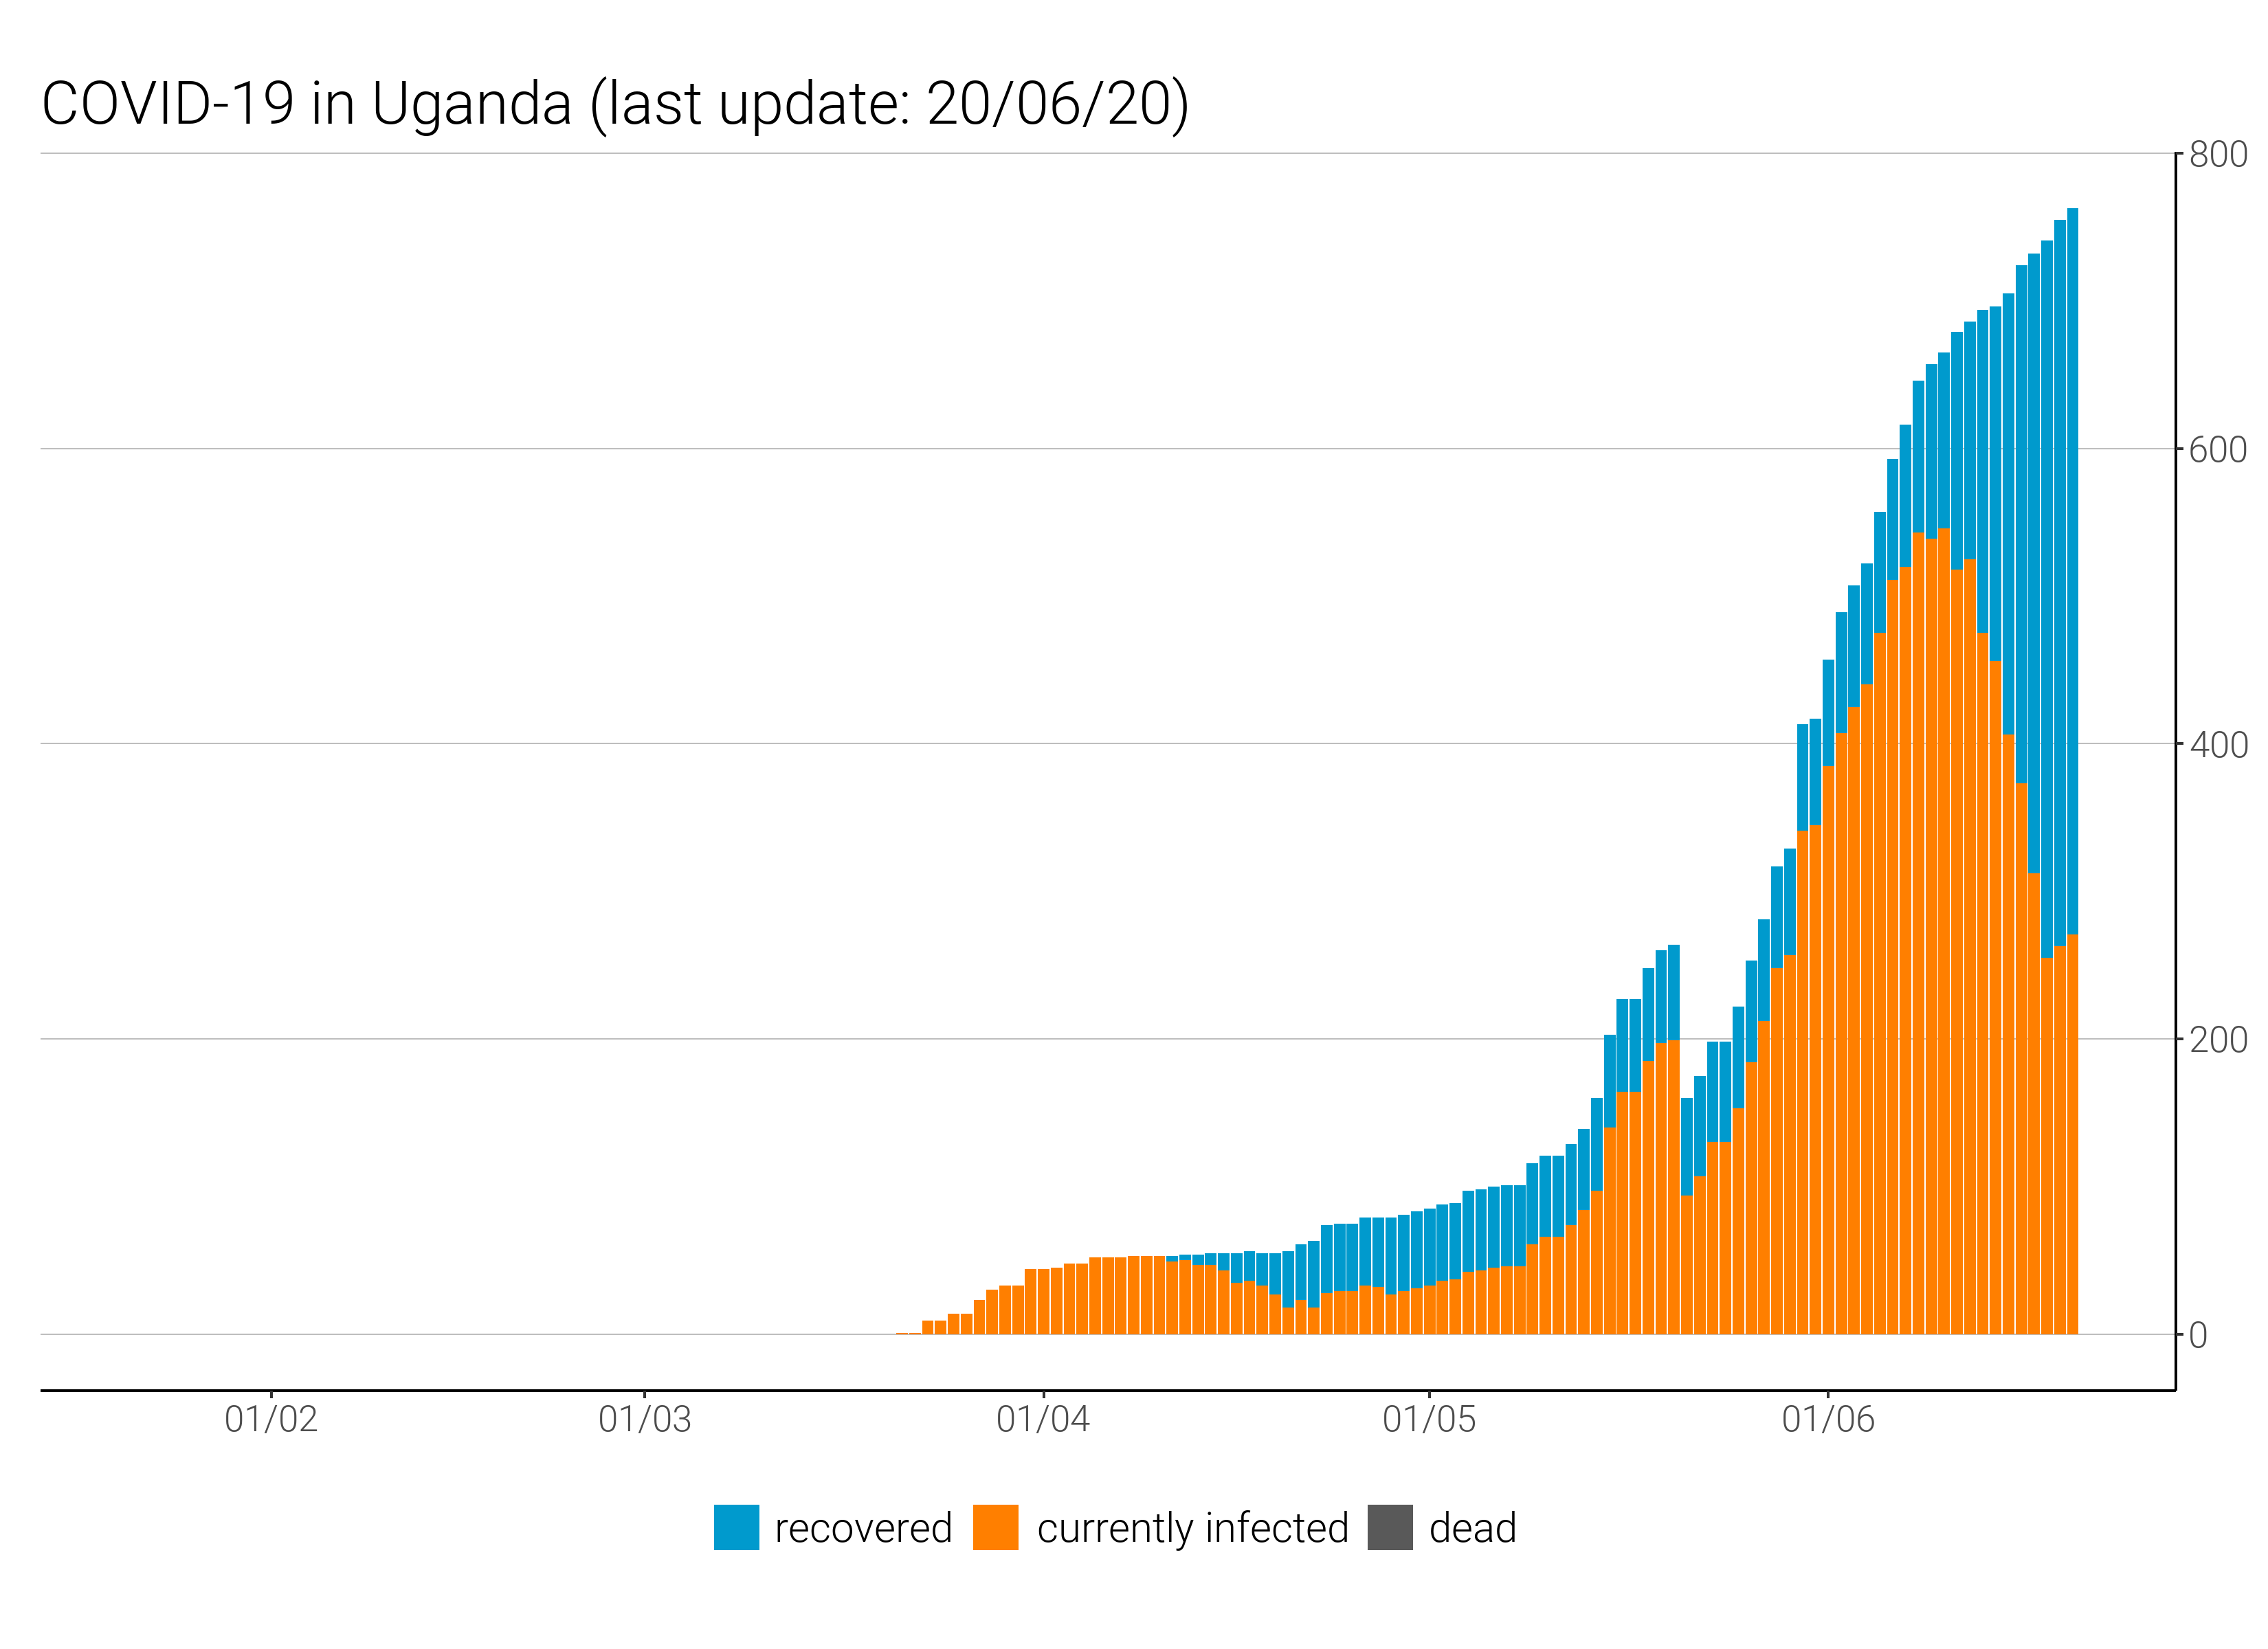 COVID-19 in Uganda (last update: 20/06/20)
800
600
400
200
0
01/02 01/03 01/04 01/05 01/06
recovered currently infected dead